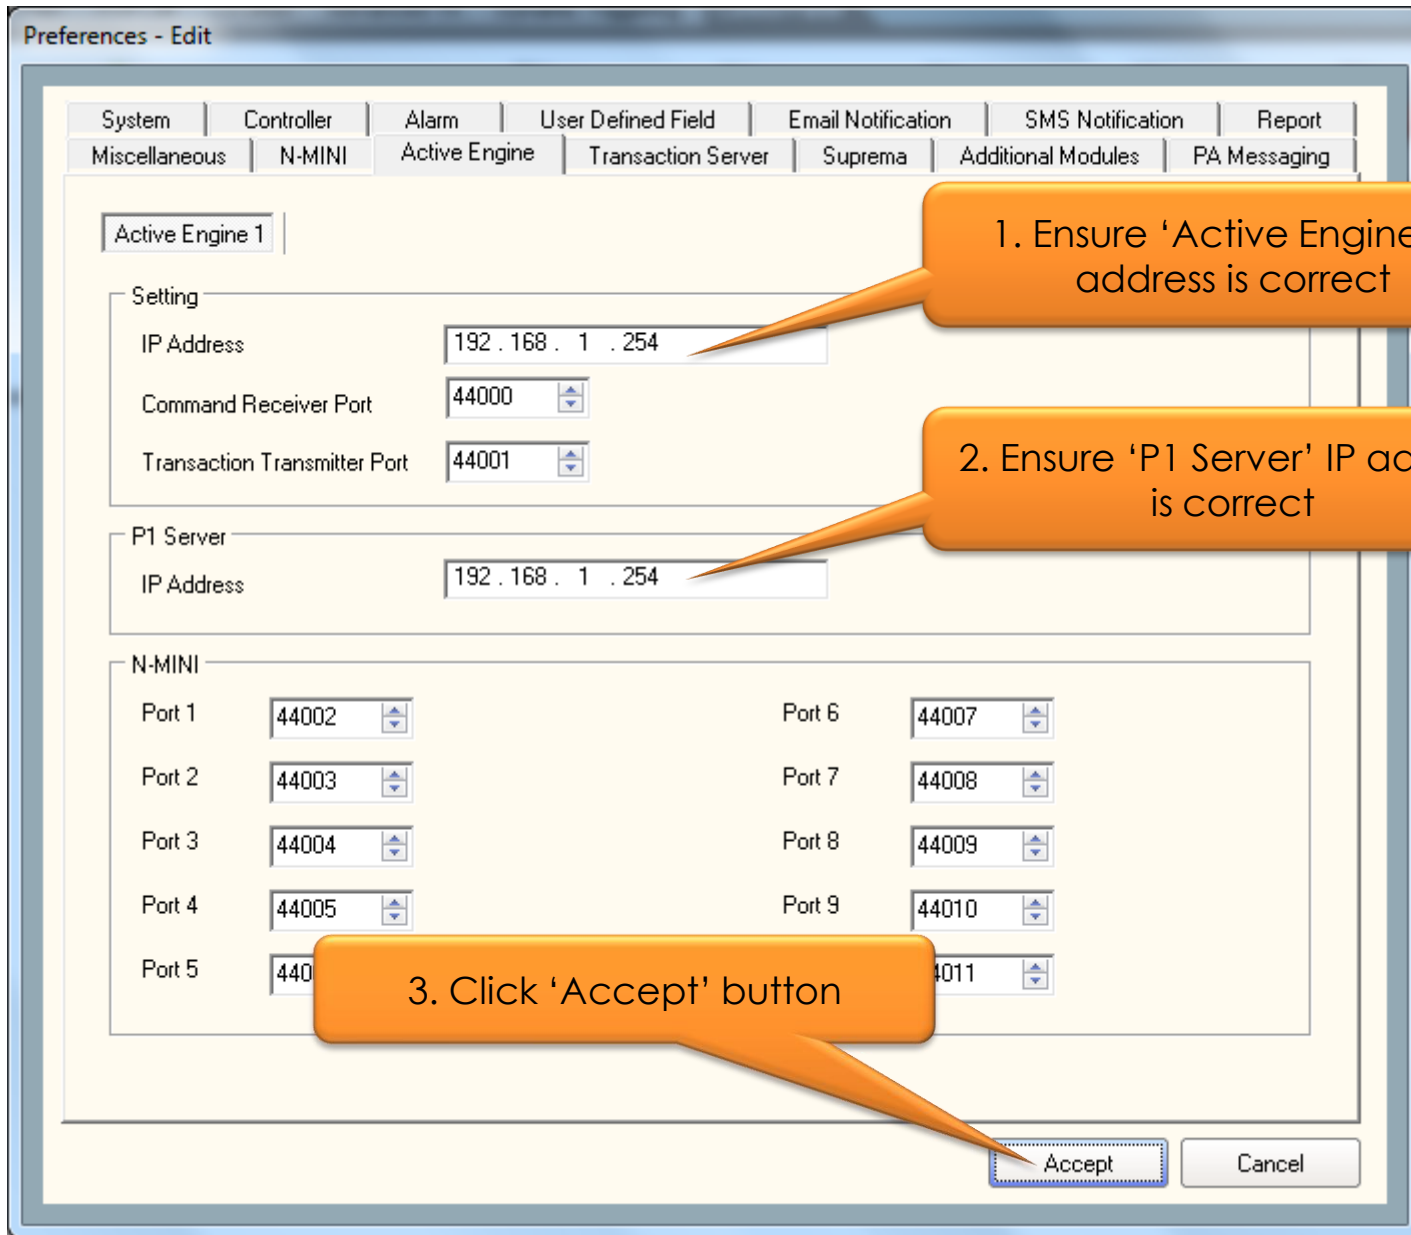 Preferences - Edit
System Controller Alarm User Defined Field Email Notification SMS Notification Report
Miscellaneous N-MINI Active Engine Transaction Server Suprema Additional Modules PA Messaging
Active Engine 1
1. Ensure ‘Active Engine
address is correct
Setting
IP Address 192 . 168 . 1 . 254
Command Receiver Port 44000
Transaction Transmitter Port 44001
2. Ensure ‘P1 Server’ IP
is correct
P1 Server
IP Address 192 . 168 . 1 . 254
N-MINI
Port 1 44002 Port 6 44007
Port 2 44003 Port 7 44008
Port 3 44004 Port 8 44009
Port 4 44005 Port 9 44010
Port 5
3. Click ‘Accept’ button
Accept Cancel